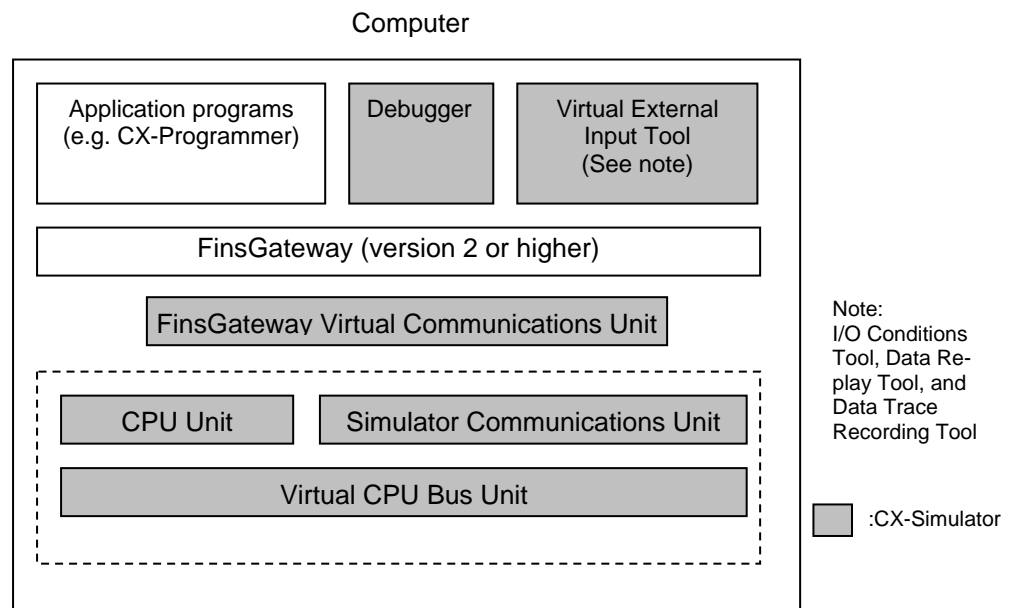 Computer
Application programs
(e.g. CX-Programmer)
Debugger
Virtual External
Input Tool
(See note)
FinsGateway (version 2 or higher)
FinsGateway Virtual Communications Unit
CPU Unit
Simulator Communications Unit
Virtual CPU Bus Unit
Note:
I/O Conditions
Tool, Data Re-
play Tool, and
Data Trace
Recording Tool
:CX-Simulator